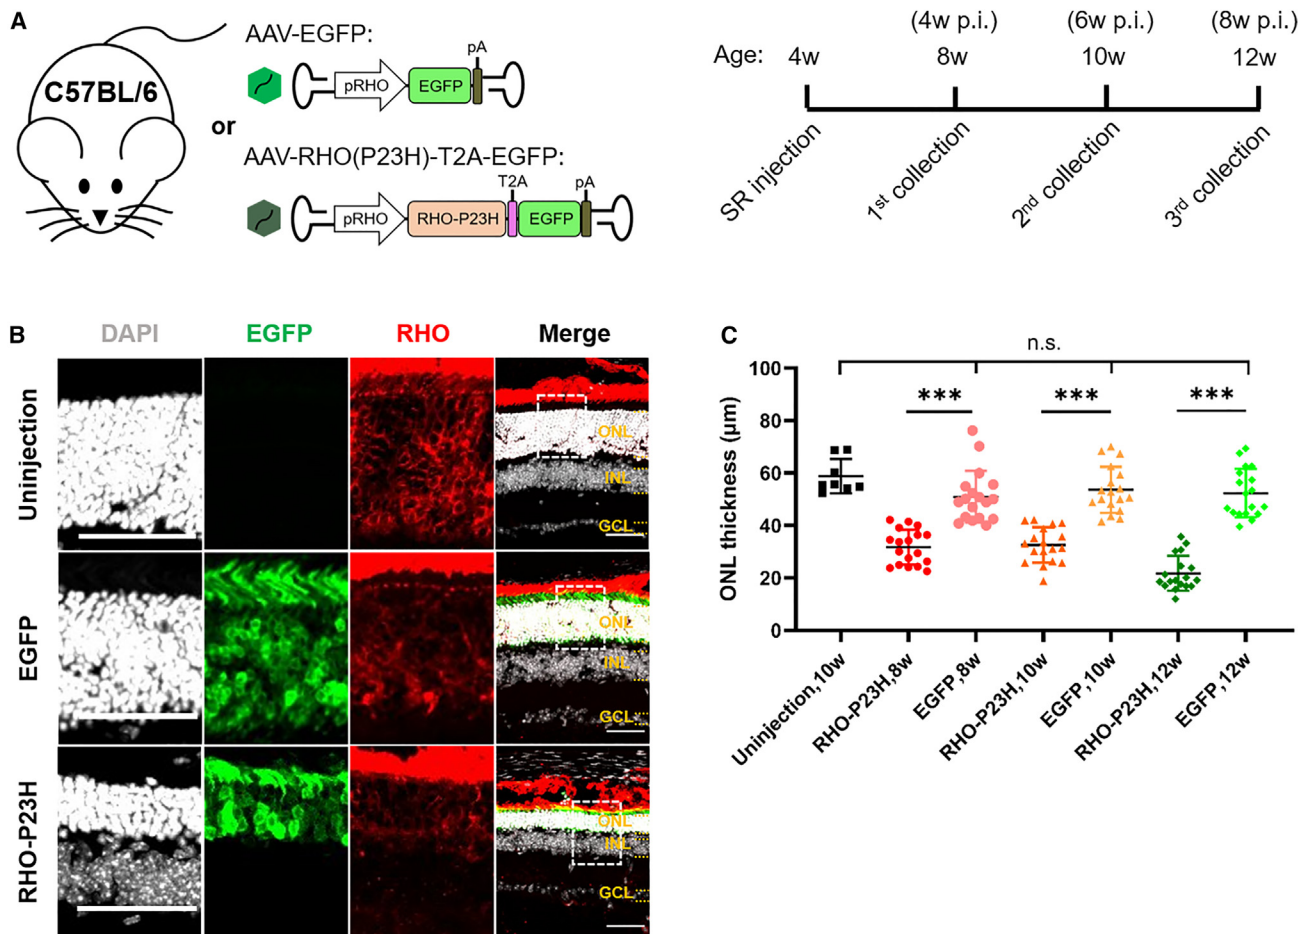 A
C57BL/6
or
AAV-EGFP:
pA
pRHO
EGFP
AAV-RHO(P23H)-T2A-EGFP:
T2A
pA
pRHO
RHO-P23H
EGFP
(4w p.i.)
(6w p.i.)
(8w p.i.)
Age: 4w 8w 10w 12w
SR injection
1st collection
2nd collection
3rd collection
B
DAPI
EGFP
RHO
Merge
Uninjection
ONL
INL
GCL
EGFP
ONL
INL
GCL
RHO-P23H
ONL
INL
GCL
C
n.s.
***
***
***
ONL thickness (µm)
100
80
60
40
20
0
Uninjection,10w
RHO-P23H,8w
EGFP,8w
RHO-P23H,10w
EGFP,10w
RHO-P23H,12w
EGFP,12w